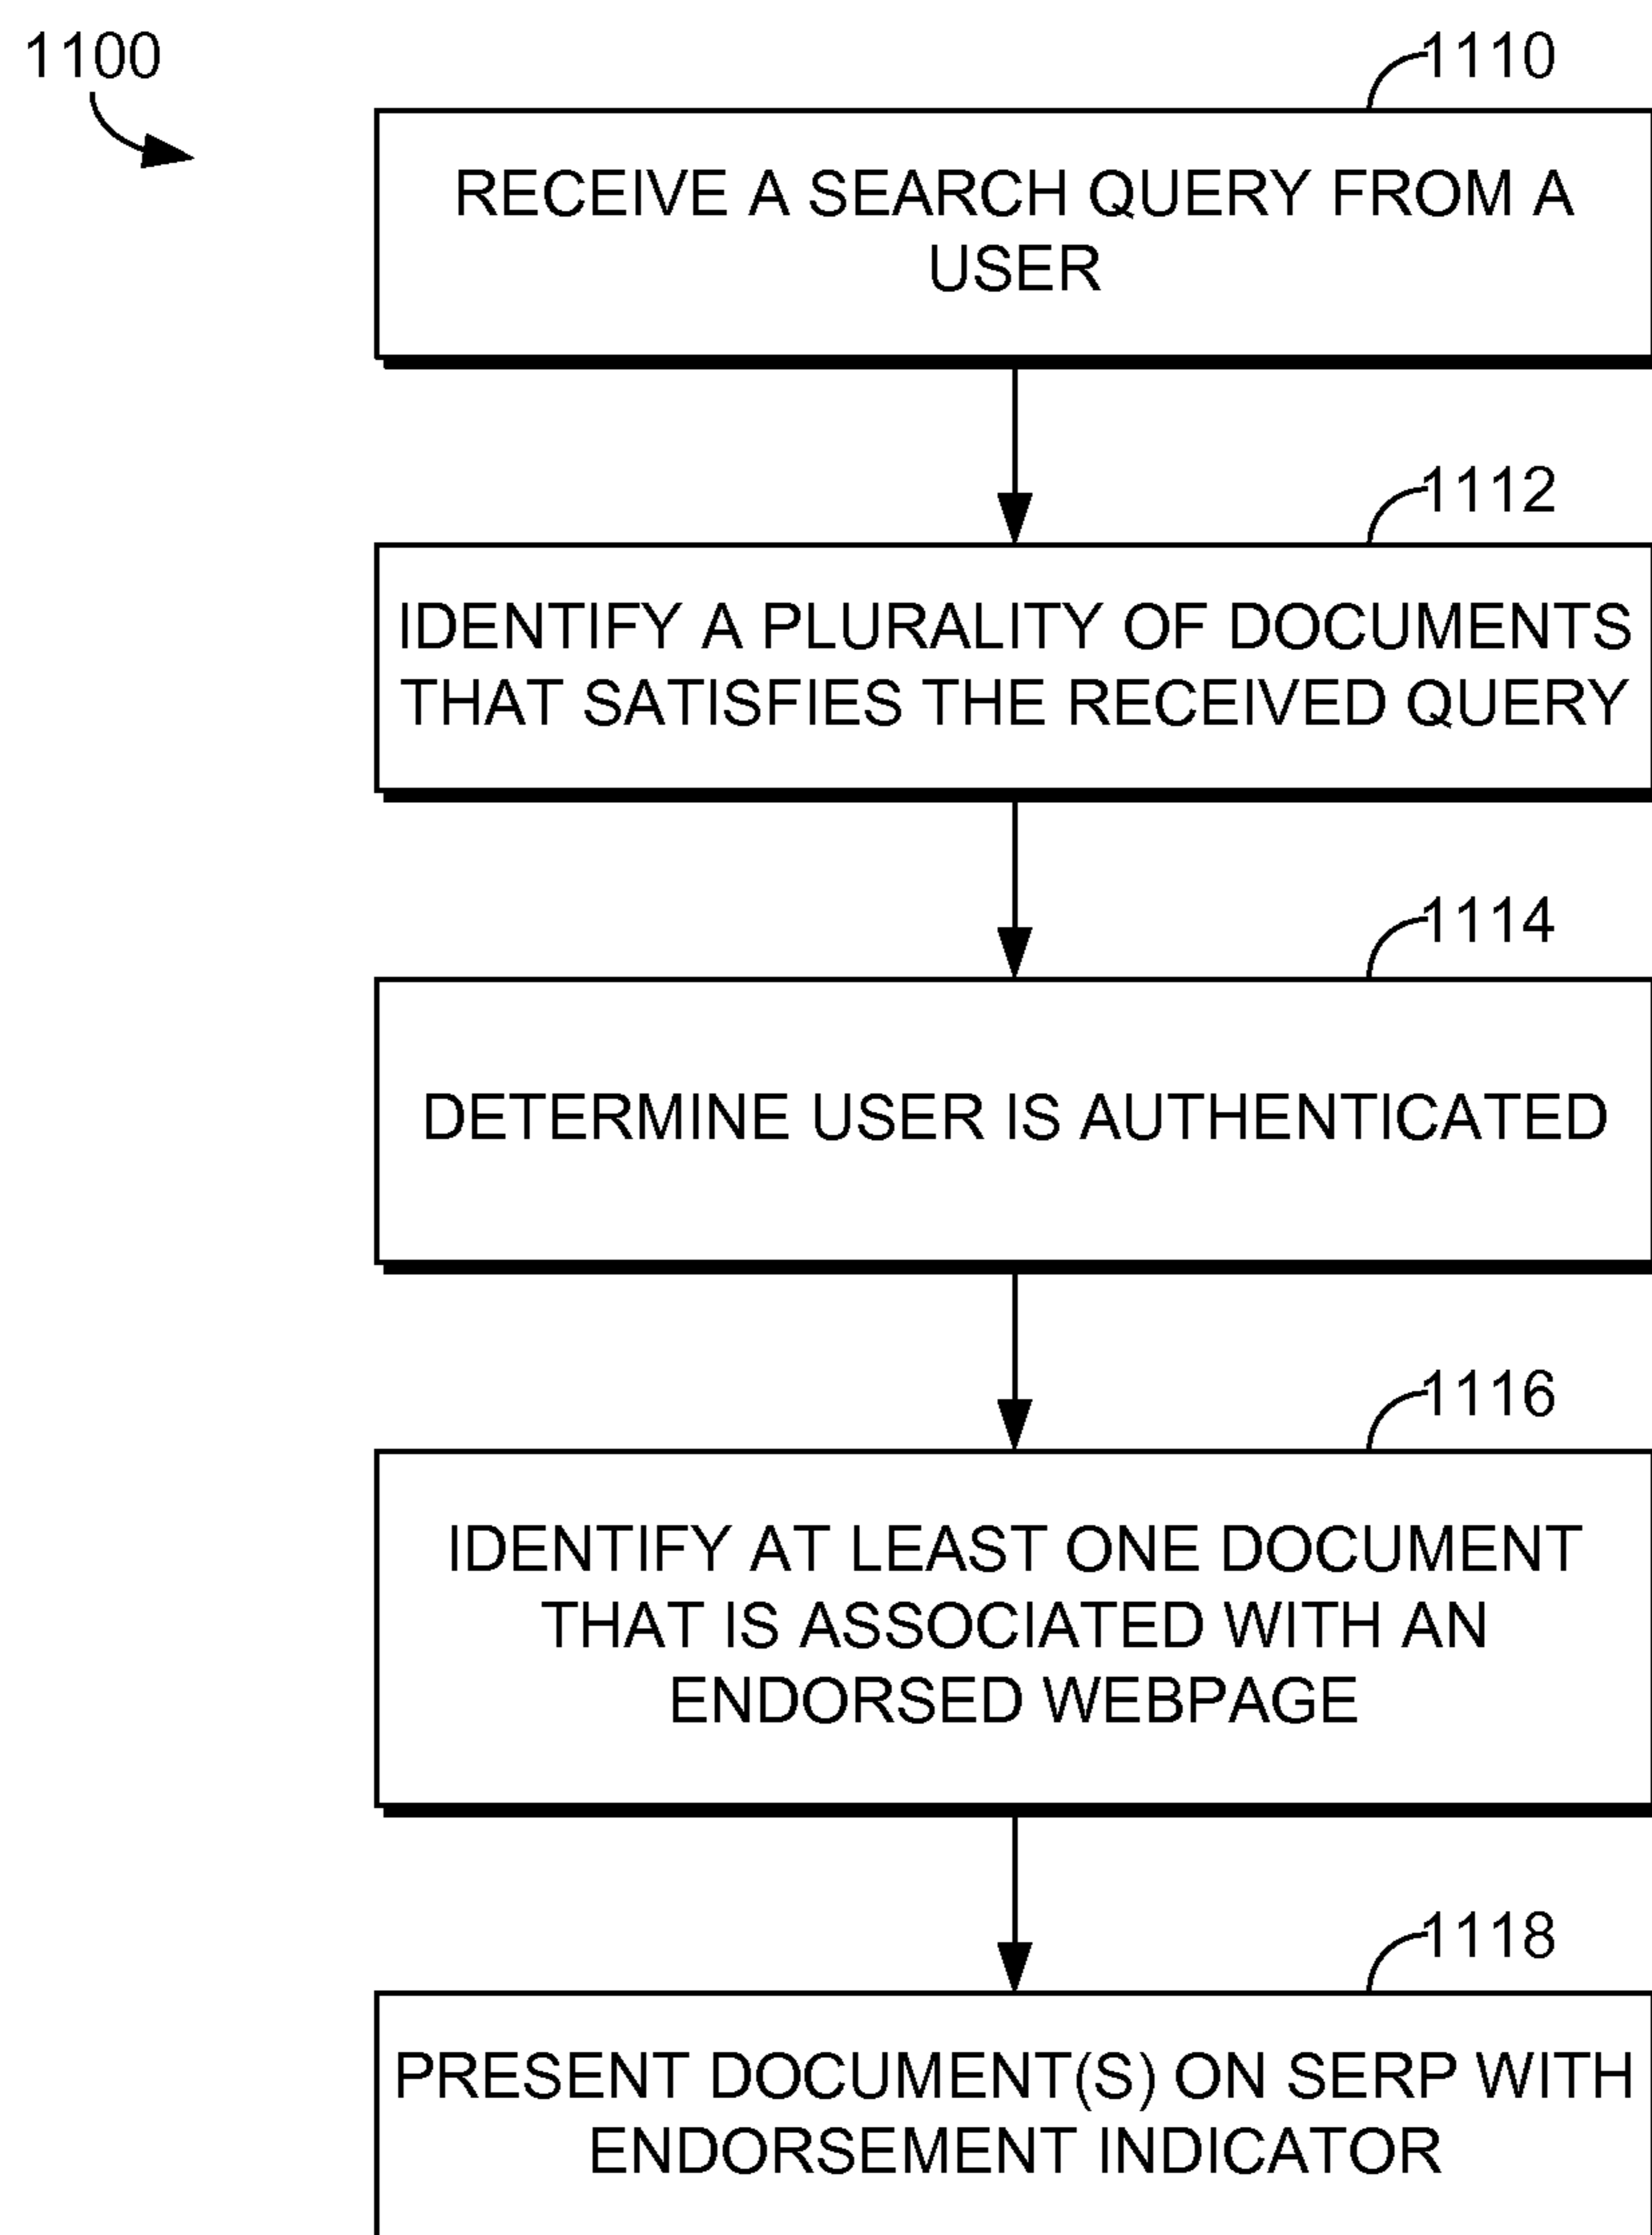 1100
1110
RECEIVE A SEARCH QUERY FROM A
USER
1112
IDENTIFY A PLURALITY OF DOCUMENTS
THAT SATISFIES THE RECEIVED QUERY
1114
DETERMINE USER IS AUTHENTICATED
1116
IDENTIFY AT LEAST ONE DOCUMENT
THAT IS ASSOCIATED WITH AN
ENDORSED WEBPAGE
1118
PRESENT DOCUMENT(S) ON SERP WITH
ENDORSEMENT INDICATOR